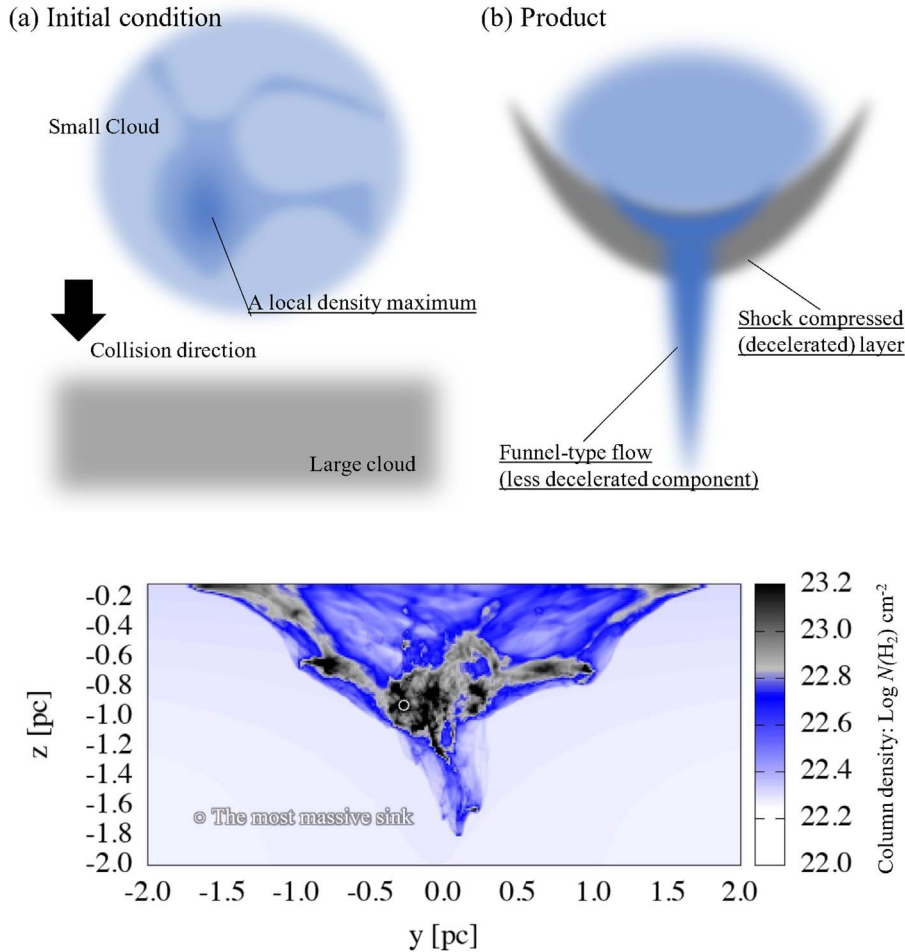 (a) Initial condition
(b) Product
Small Cloud
A local density maximum
Collision direction
Large cloud
Shock compressed
(decelerated) layer
Funnel-type flow
(less decelerated component)
-0.2
-0.4
-0.6
-0.8
-1.0
-1.2
-1.4
-1.6
-1.8
-2.0
z [pc]
The most massive sink
-2.0 -1.5 -1.0 -0.5 0.0 0.5 1.0 1.5 2.0
y [pc]
23.2
23.0
22.8
22.6
22.4
22.2
22.0
Column density: Log N(H₂) cm⁻²